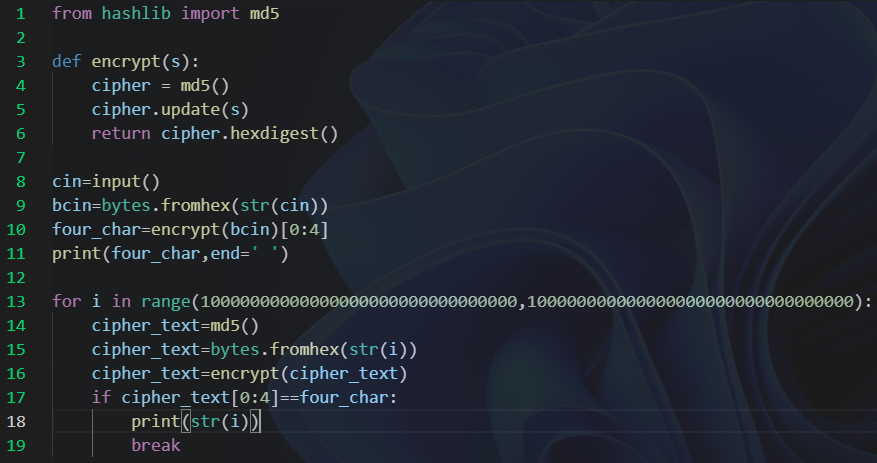 1 from hashlib import md5
2
3 def encrypt(s):
4     cipher = md5()
5     cipher.update(s)
6     return cipher.hexdigest()
7
8 cin=input()
9 bcin=bytes.fromhex(str(cin))
10 four_char=encrypt(bcin)[0:4]
11 print(four_char,end=' ')
12
13 for i in range(10000000000000000000000000000000,100000000000000000000000000000000):
14     cipher_text=md5()
15     cipher_text=bytes.fromhex(str(i))
16     cipher_text=encrypt(cipher_text)
17     if cipher_text[0:4]==four_char:
18         print(str(i))
19         break